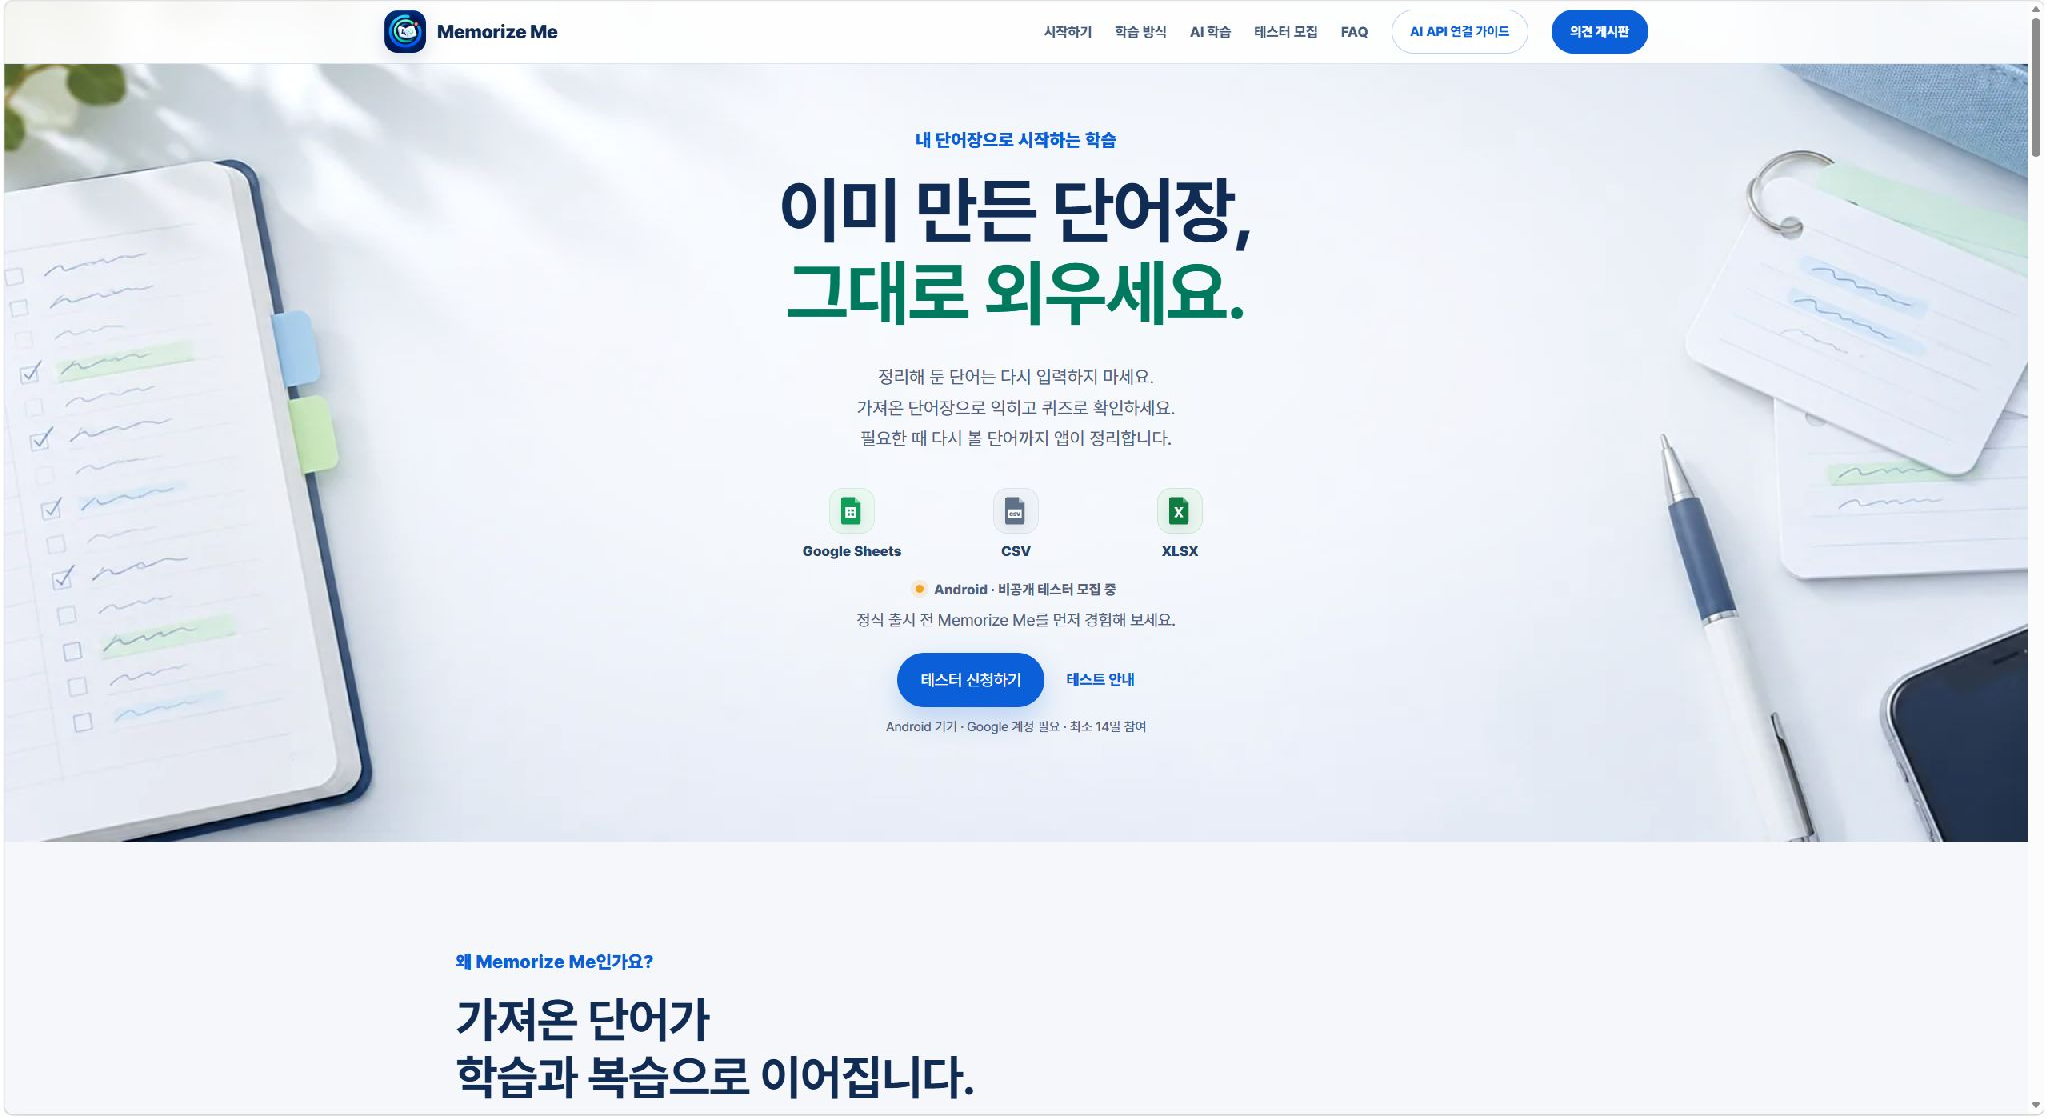 Memorize Me
시작하기
학습 방식
AI 학습
테스터 모집
FAQ
AI API 연결 가이드
의견 게시판
내 단어장으로 시작하는 학습
이미 만든 단어장,
그대로 외우세요.
정리해 둔 단어는 다시 입력하지 마세요.
가져온 단어장으로 익히고 퀴즈로 확인하세요.
필요한 때 다시 볼 단어까지 앱이 정리합니다.
Google Sheets
CSV
XLSX
Android · 비공개 테스터 모집 중
정식 출시 전 Memorize Me를 먼저 경험해 보세요.
테스터 신청하기
테스트 안내
Android 기기 · Google 계정 필요 · 최소 14일 참여
왜 Memorize Me인가요?
가져온 단어가
학습과 복습으로 이어집니다.